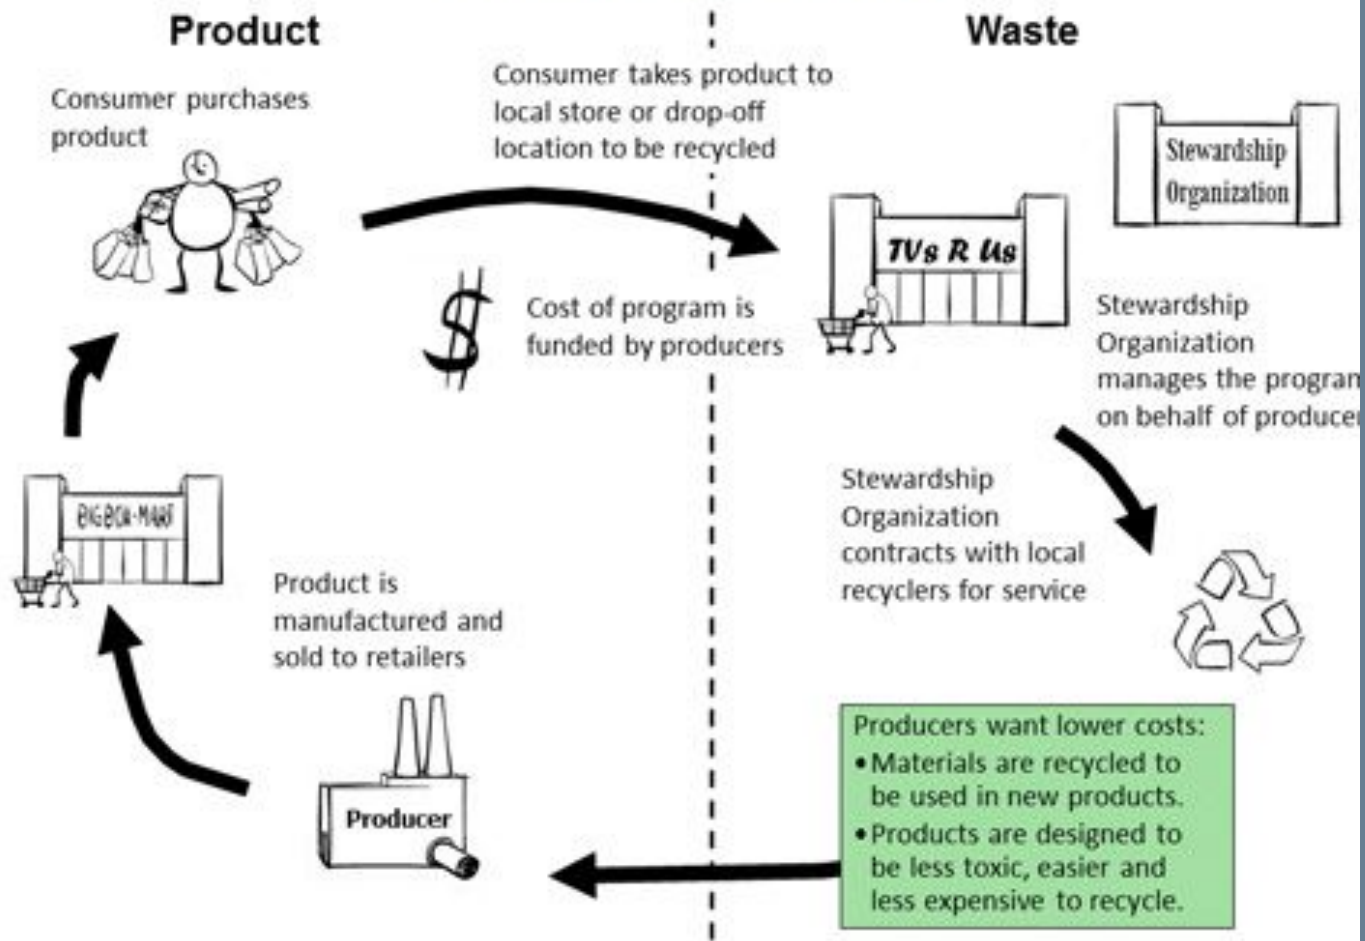 Product
Waste
Consumer purchases
product
Consumer takes product to
local store or drop-off
location to be recycled
Stewardship
Organization
TVs R Us
$
Cost of program is
funded by producers
Stewardship
Organization
manages the program
on behalf of producer
Stewardship
Organization
contracts with local
recyclers for service
BIGBOX-MART
Product is
manufactured and
sold to retailers
Producer
Producers want lower costs:
•Materials are recycled to
be used in new products.
•Products are designed to
be less toxic, easier and
less expensive to recycle.